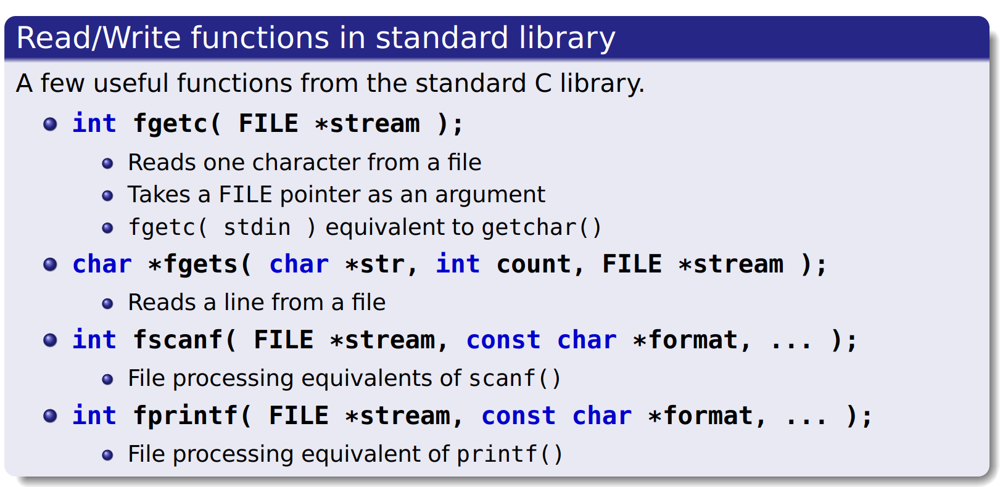 Read/Write functions in standard library
A few useful functions from the standard C library.
int fgetc( FILE *stream );
Reads one character from a file
Takes a FILE pointer as an argument
fgetc( stdin ) equivalent to getchar()
char *fgets( char *str, int count, FILE *stream );
Reads a line from a file
int fscanf( FILE *stream, const char *format, ... );
File processing equivalents of scanf()
int fprintf( FILE *stream, const char *format, ... );
File processing equivalent of printf()